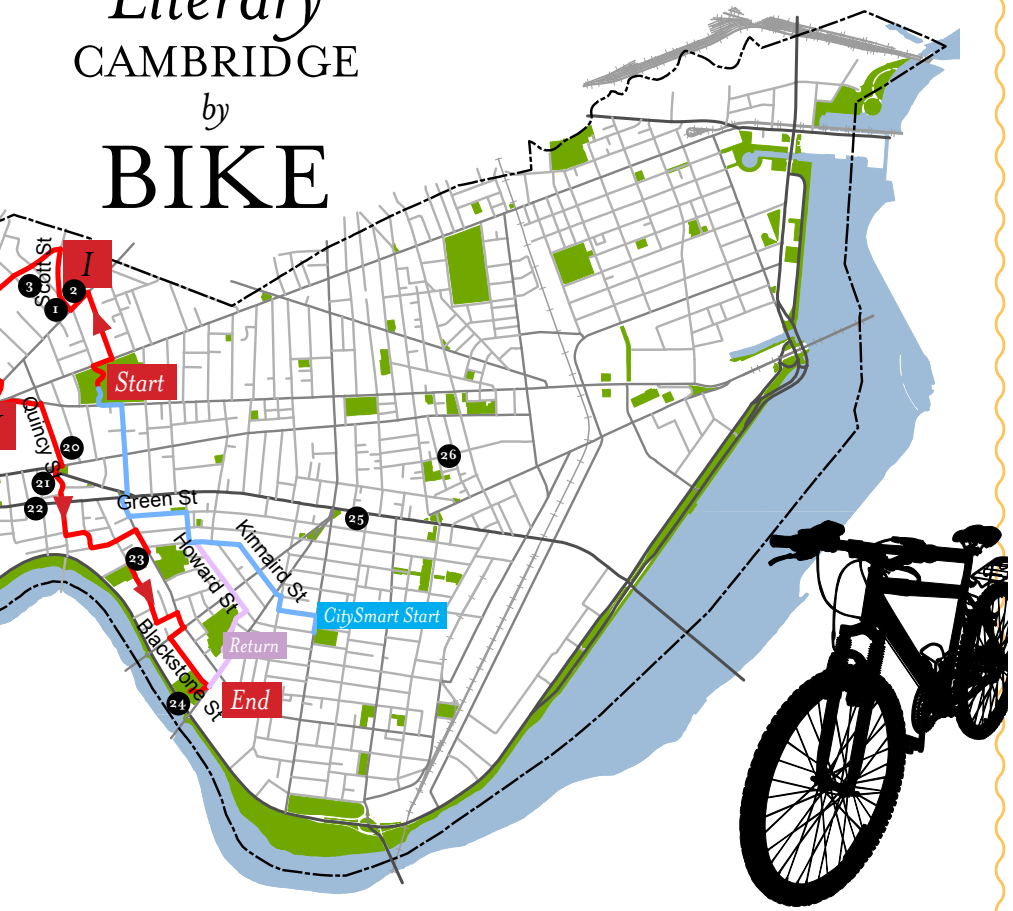 Literary
CAMBRIDGE
by
BIKE
Scott St
I
3
2
1
Start
Quincy St
20
21
22
26
Green St
25
Kinnaird St
Howard St
23
CitySmart Start
Return
Blackstone St
End
24